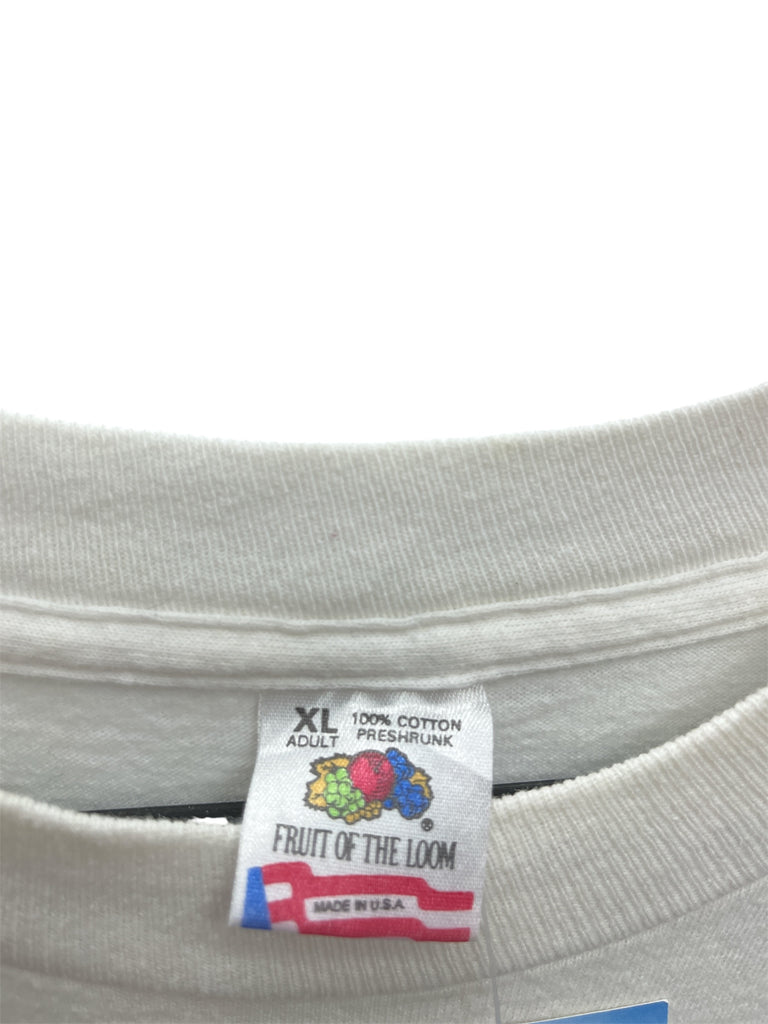 XL 100% COTTON
ADULT PRESHRUNK
®
FRUIT OF THE LOOM
MADE IN U.S.A.